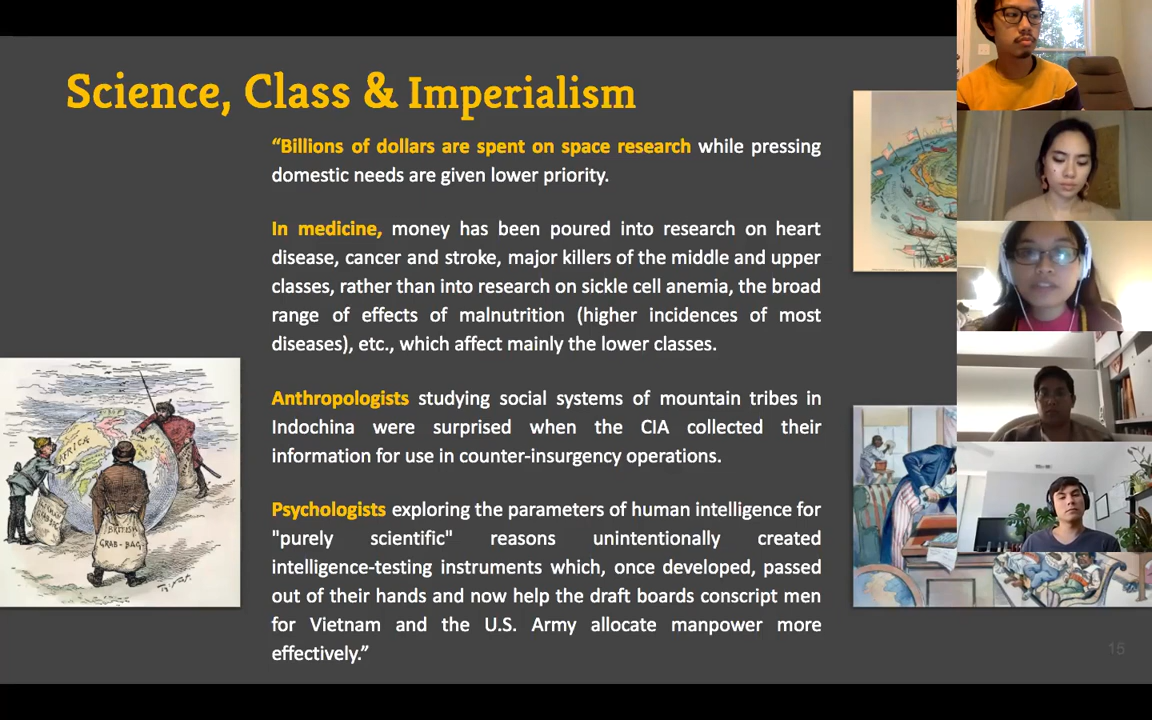 Science, Class & Imperialism
“Billions of dollars are spent on space research while pressing
domestic needs are given lower priority.
In medicine, money has been poured into research on heart
disease, cancer and stroke, major killers of the middle and upper
classes, rather than into research on sickle cell anemia, the broad
range of effects of malnutrition (higher incidences of most
diseases), etc., which affect mainly the lower classes.
Anthropologists studying social systems of mountain tribes in
Indochina were surprised when the CIA collected their
information for use in counter-insurgency operations.
Psychologists exploring the parameters of human intelligence for
"purely scientific" reasons unintentionally created
intelligence-testing instruments which, once developed, passed
out of their hands and now help the draft boards conscript men
for Vietnam and the U.S. Army allocate manpower more
effectively.”
AFRICA
BRITISH
GRAB-BAG
15